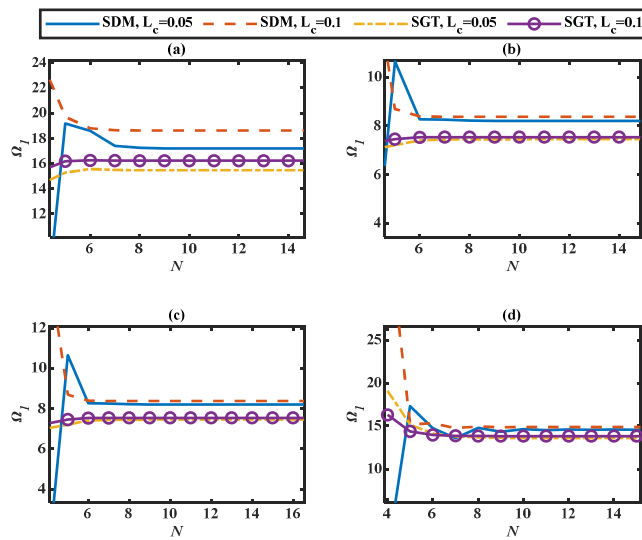 SDM, L_c=0.05 SDM, L_c=0.1 SGT, L_c=0.05 SGT, L_c=0.1
(a) (b)
24
22
20
18
16
14
12
Ω_1
6 8 10 12 14
N
10
8
6
4
Ω_1
6 8 10 12 14
N
(c) (d)
12
10
8
6
4
Ω_1
6 8 10 12 14 16
N
25
20
15
10
Ω_1
4 6 8 10 12 14
N